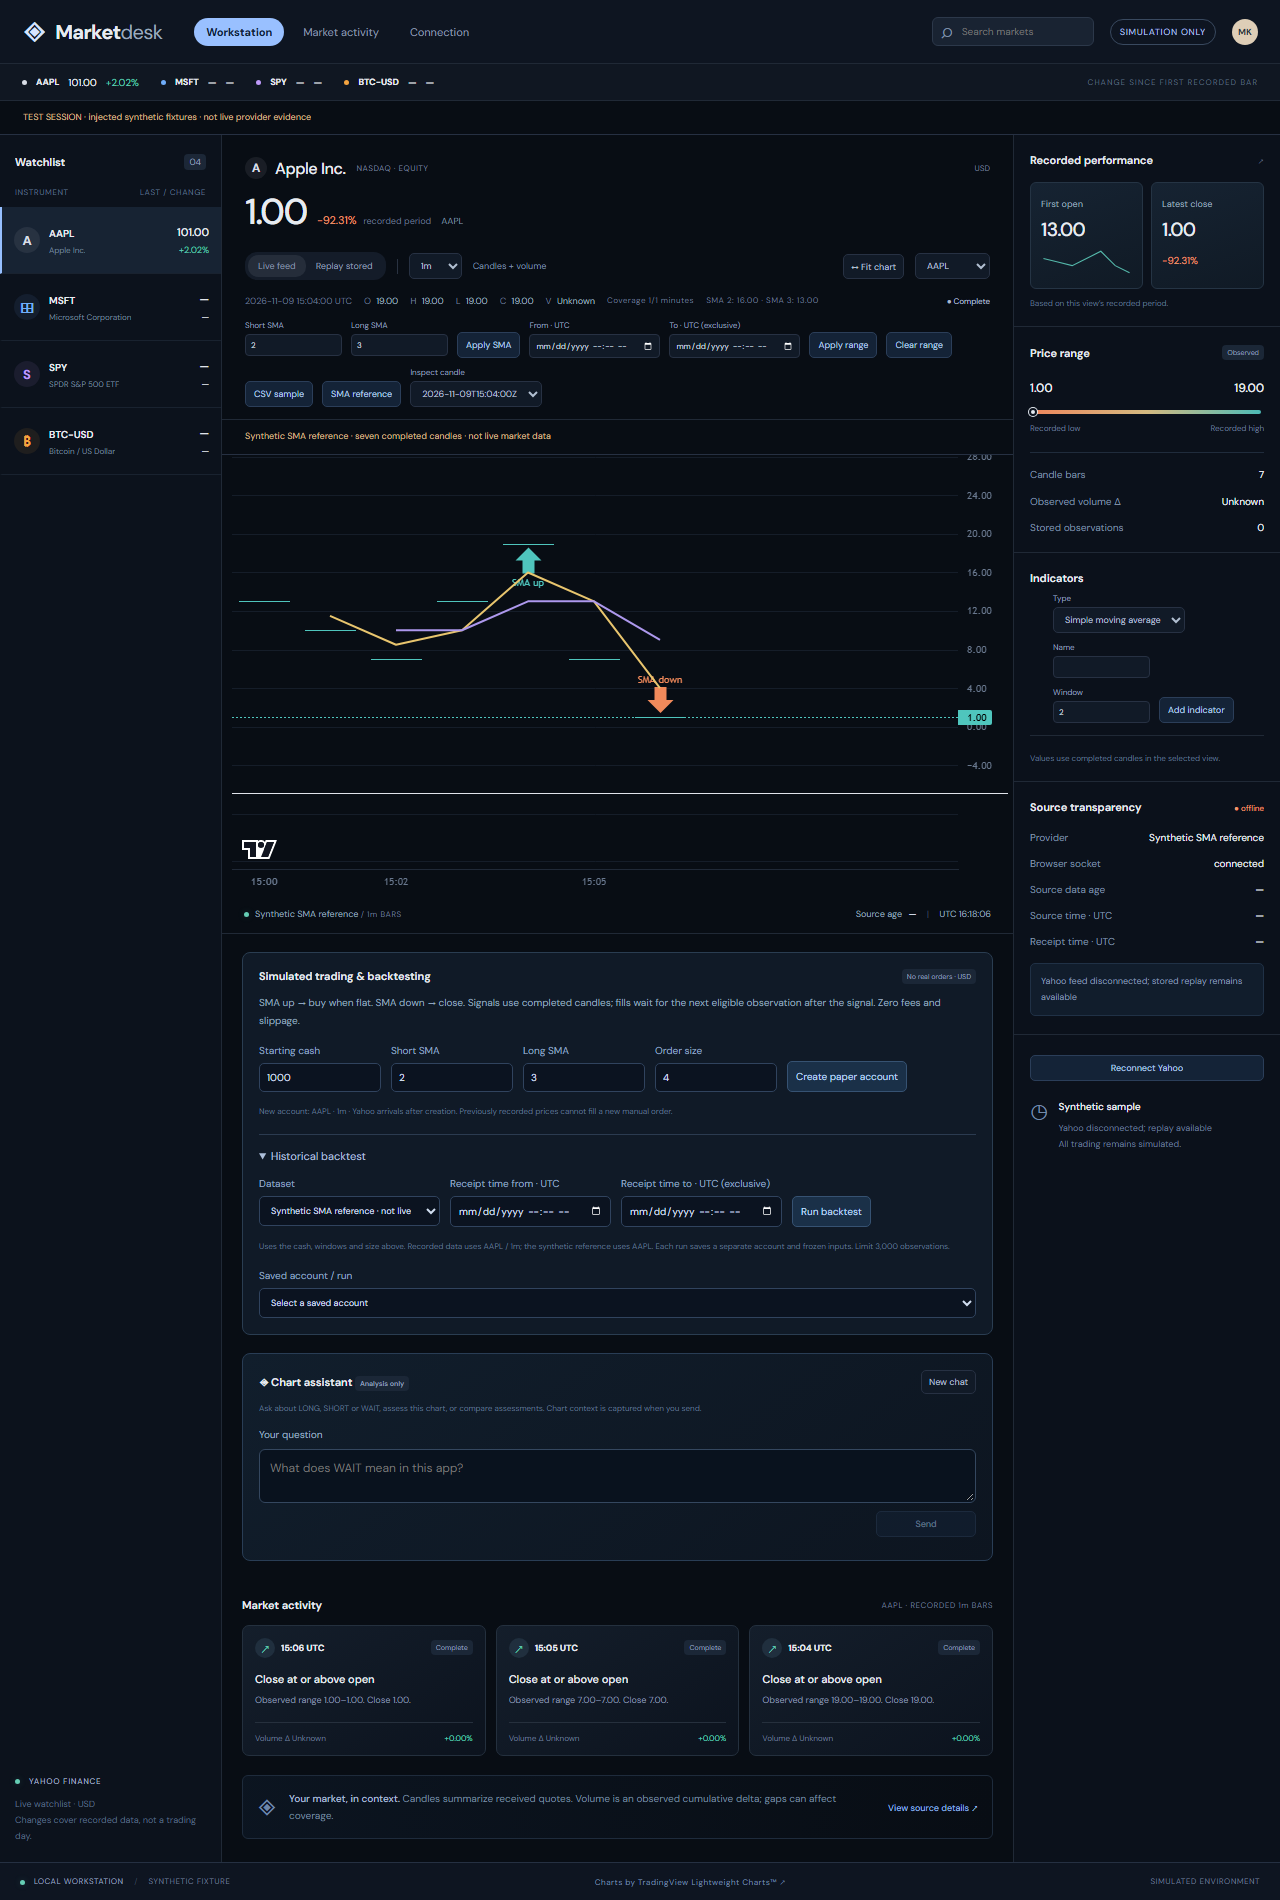 Marketdesk
Workstation
Market activity
Connection
Search markets
SIMULATION ONLY
MK
AAPL 101.00 +2.02%
MSFT — —
SPY — —
BTC-USD — —
CHANGE SINCE FIRST RECORDED BAR
TEST SESSION · injected synthetic fixtures · not live provider evidence
Watchlist
04
INSTRUMENT
LAST / CHANGE
A
AAPL
101.00
Apple Inc.
+2.02%
MSFT
—
Microsoft Corporation
—
S
SPY
—
SPDR S&P 500 ETF
—
BTC-USD
—
Bitcoin / US Dollar
—
YAHOO FINANCE
Live watchlist · USD
Changes cover recorded data, not a trading
day.
A
Apple Inc.
NASDAQ · EQUITY
USD
1.00
-92.31%
recorded period
AAPL
Live feed
Replay stored
1m
Candles + volume
↔ Fit chart
AAPL
2026-11-09 15:04:00 UTC
O 19.00
H 19.00
L 19.00
C 19.00
V Unknown
Coverage 1/1 minutes
SMA 2: 16.00 · SMA 3: 13.00
● Complete
Short SMA
2
Long SMA
3
Apply SMA
From · UTC
mm/dd/yyyy --:-- --
To · UTC (exclusive)
mm/dd/yyyy --:-- --
Apply range
Clear range
CSV sample
SMA reference
Inspect candle
2026-11-09T15:04:00Z
Synthetic SMA reference · seven completed candles · not live market data
28.00
24.00
20.00
16.00
12.00
8.00
4.00
1.00
0.00
−4.00
SMA up
SMA down
15:00
15:02
15:05
Synthetic SMA reference / 1m BARS
Source age —
UTC 16:18:06
Simulated trading & backtesting
No real orders · USD
SMA up → buy when flat. SMA down → close. Signals use completed candles; fills wait for the next eligible observation after the signal. Zero fees and
slippage.
Starting cash
1000
Short SMA
2
Long SMA
3
Order size
4
Create paper account
New account: AAPL · 1m · Yahoo arrivals after creation. Previously recorded prices cannot fill a new manual order.
▼ Historical backtest
Dataset
Synthetic SMA reference · not live
Receipt time from · UTC
mm/dd/yyyy --:-- --
Receipt time to · UTC (exclusive)
mm/dd/yyyy --:-- --
Run backtest
Uses the cash, windows and size above. Recorded data uses AAPL / 1m; the synthetic reference uses AAPL. Each run saves a separate account and frozen inputs. Limit 3,000 observations.
Saved account / run
Select a saved account
Chart assistant
Analysis only
New chat
Ask about LONG, SHORT or WAIT, assess this chart, or compare assessments. Chart context is captured when you send.
Your question
What does WAIT mean in this app?
Send
Market activity
AAPL · RECORDED 1m BARS
15:06 UTC
Complete
Close at or above open
Observed range 1.00–1.00. Close 1.00.
Volume Δ Unknown
+0.00%
15:05 UTC
Complete
Close at or above open
Observed range 7.00–7.00. Close 7.00.
Volume Δ Unknown
+0.00%
15:04 UTC
Complete
Close at or above open
Observed range 19.00–19.00. Close 19.00.
Volume Δ Unknown
+0.00%
Your market, in context. Candles summarize received quotes. Volume is an observed cumulative delta; gaps can affect
coverage.
View source details ↗
Recorded performance
↗
First open
13.00
Latest close
1.00
-92.31%
Based on this view's recorded period.
Price range
Observed
1.00
19.00
Recorded low
Recorded high
Candle bars
7
Observed volume Δ
Unknown
Stored observations
0
Indicators
Type
Simple moving average
Name
Window
2
Add indicator
Values use completed candles in the selected view.
Source transparency
● offline
Provider
Synthetic SMA reference
Browser socket
connected
Source data age
—
Source time · UTC
—
Receipt time · UTC
—
Yahoo feed disconnected; stored replay remains
available
Reconnect Yahoo
Synthetic sample
Yahoo disconnected; replay available
All trading remains simulated.
LOCAL WORKSTATION / SYNTHETIC FIXTURE
Charts by TradingView Lightweight Charts™ ↗
SIMULATED ENVIRONMENT